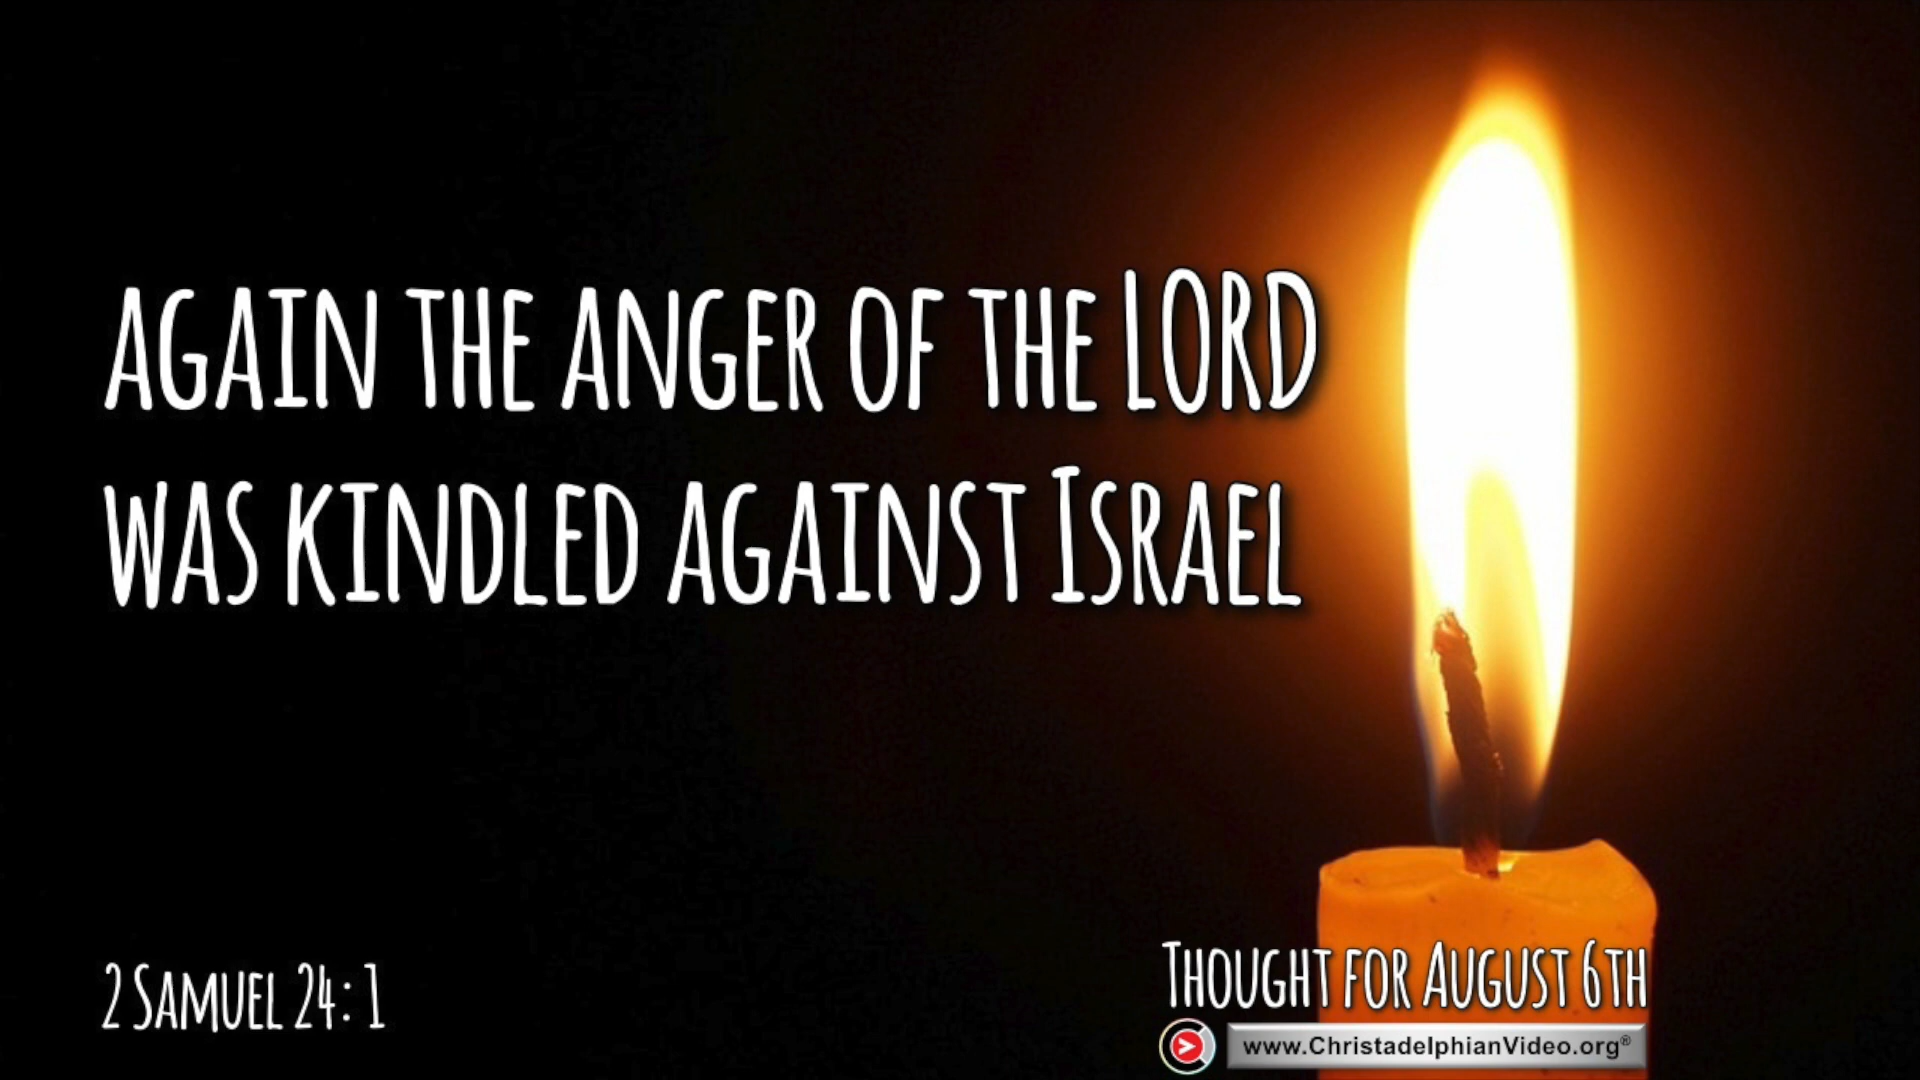 AGAIN THE ANGER OF THE LORD
WAS KINDLED AGAINST ISRAEL
2 SAMUEL 24: 1
THOUGHT FOR AUGUST 6TH
www.ChristadelphianVideo.org®